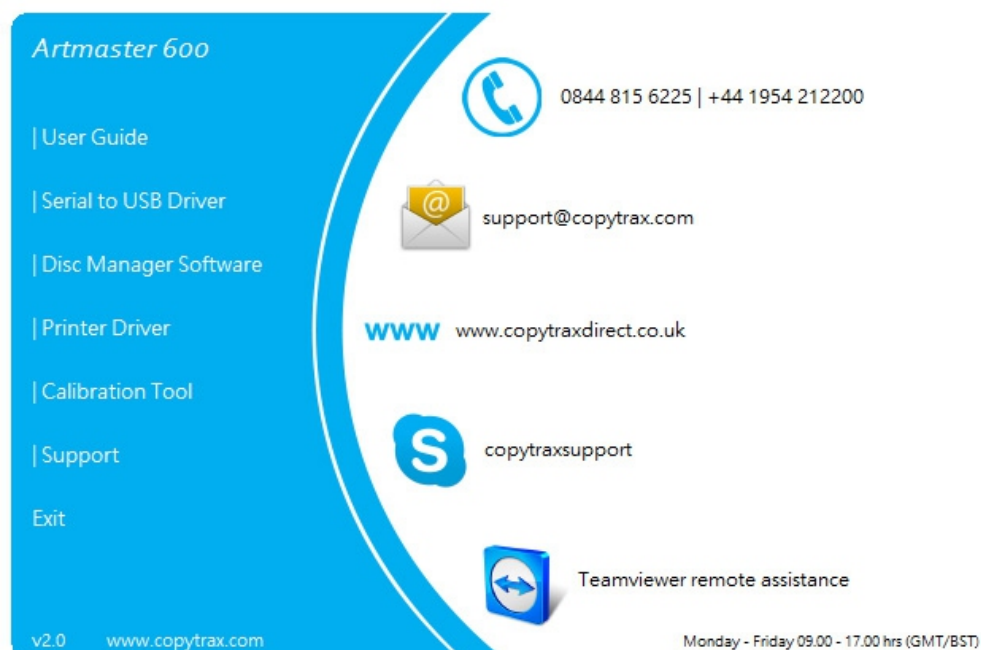 Artmaster 600
| User Guide
| Serial to USB Driver
| Disc Manager Software
| Printer Driver
| Calibration Tool
| Support
Exit
v2.0 www.copytrax.com
0844 815 6225 | +44 1954 212200
@
support@copytrax.com
www www.copytraxdirect.co.uk
S
copytraxsupport
Teamviewer remote assistance
Monday - Friday 09.00 - 17.00 hrs (GMT/BST)